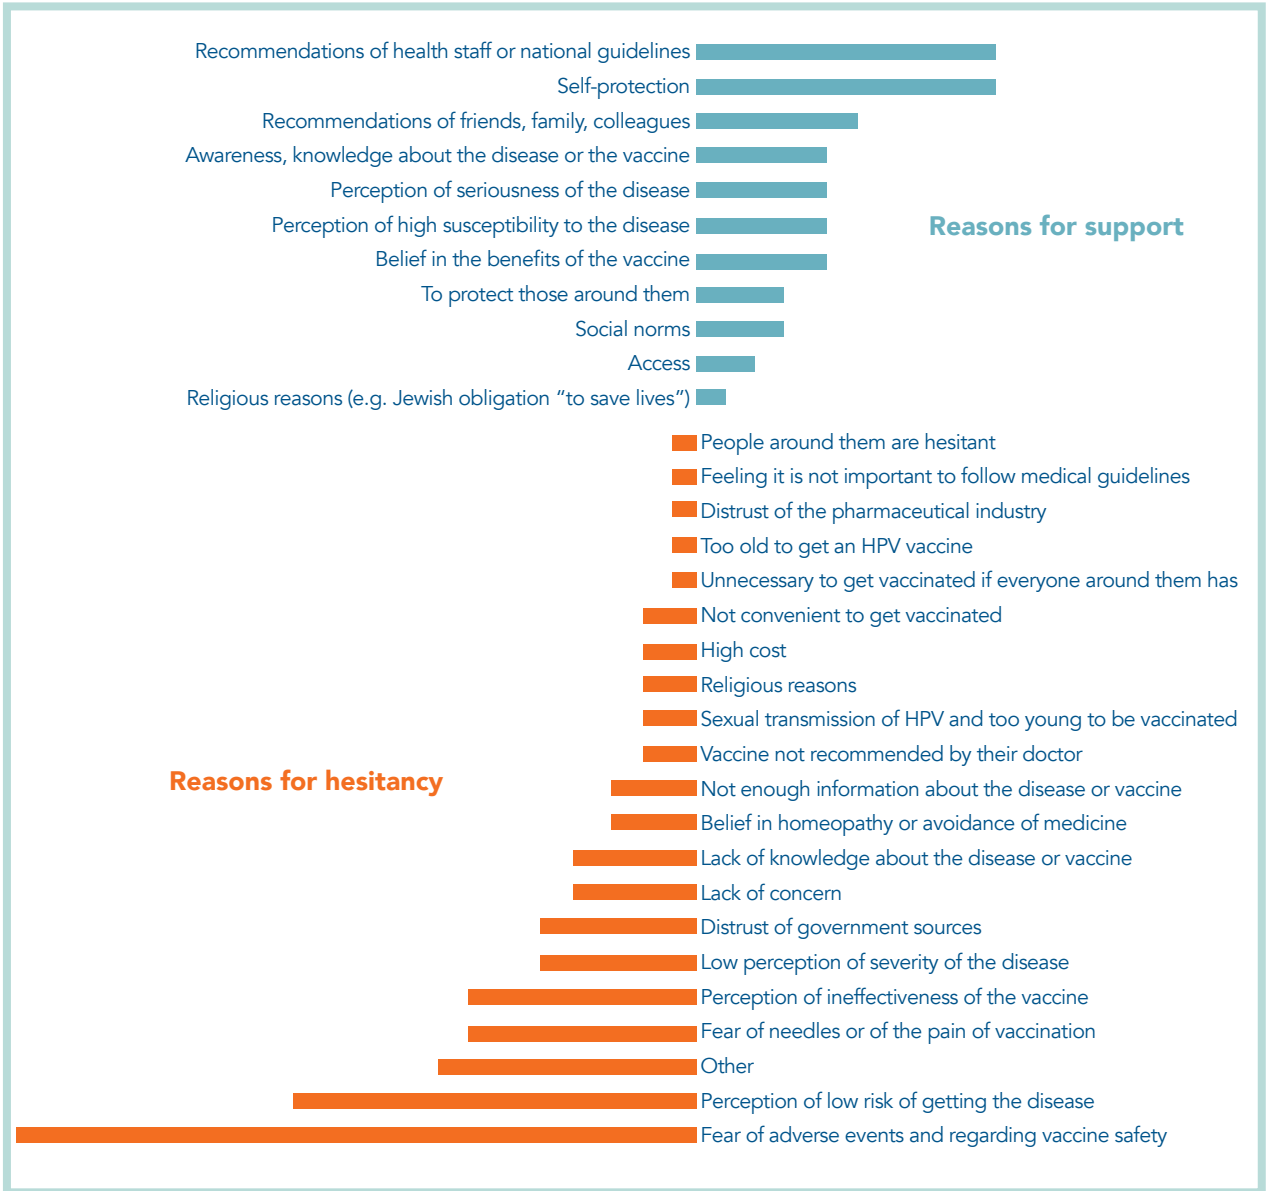 Recommendations of health staff or national guidelines
Self-protection
Recommendations of friends, family, colleagues
Awareness, knowledge about the disease or the vaccine
Perception of seriousness of the disease
Perception of high susceptibility to the disease
Reasons for support
Belief in the benefits of the vaccine
To protect those around them
Social norms
Access
Religious reasons (e.g. Jewish obligation “to save lives”)
People around them are hesitant
Feeling it is not important to follow medical guidelines
Distrust of the pharmaceutical industry
Too old to get an HPV vaccine
Unnecessary to get vaccinated if everyone around them has
Not convenient to get vaccinated
High cost
Religious reasons
Sexual transmission of HPV and too young to be vaccinated
Vaccine not recommended by their doctor
Reasons for hesitancy
Not enough information about the disease or vaccine
Belief in homeopathy or avoidance of medicine
Lack of knowledge about the disease or vaccine
Lack of concern
Distrust of government sources
Low perception of severity of the disease
Perception of ineffectiveness of the vaccine
Fear of needles or of the pain of vaccination
Other
Perception of low risk of getting the disease
Fear of adverse events and regarding vaccine safety